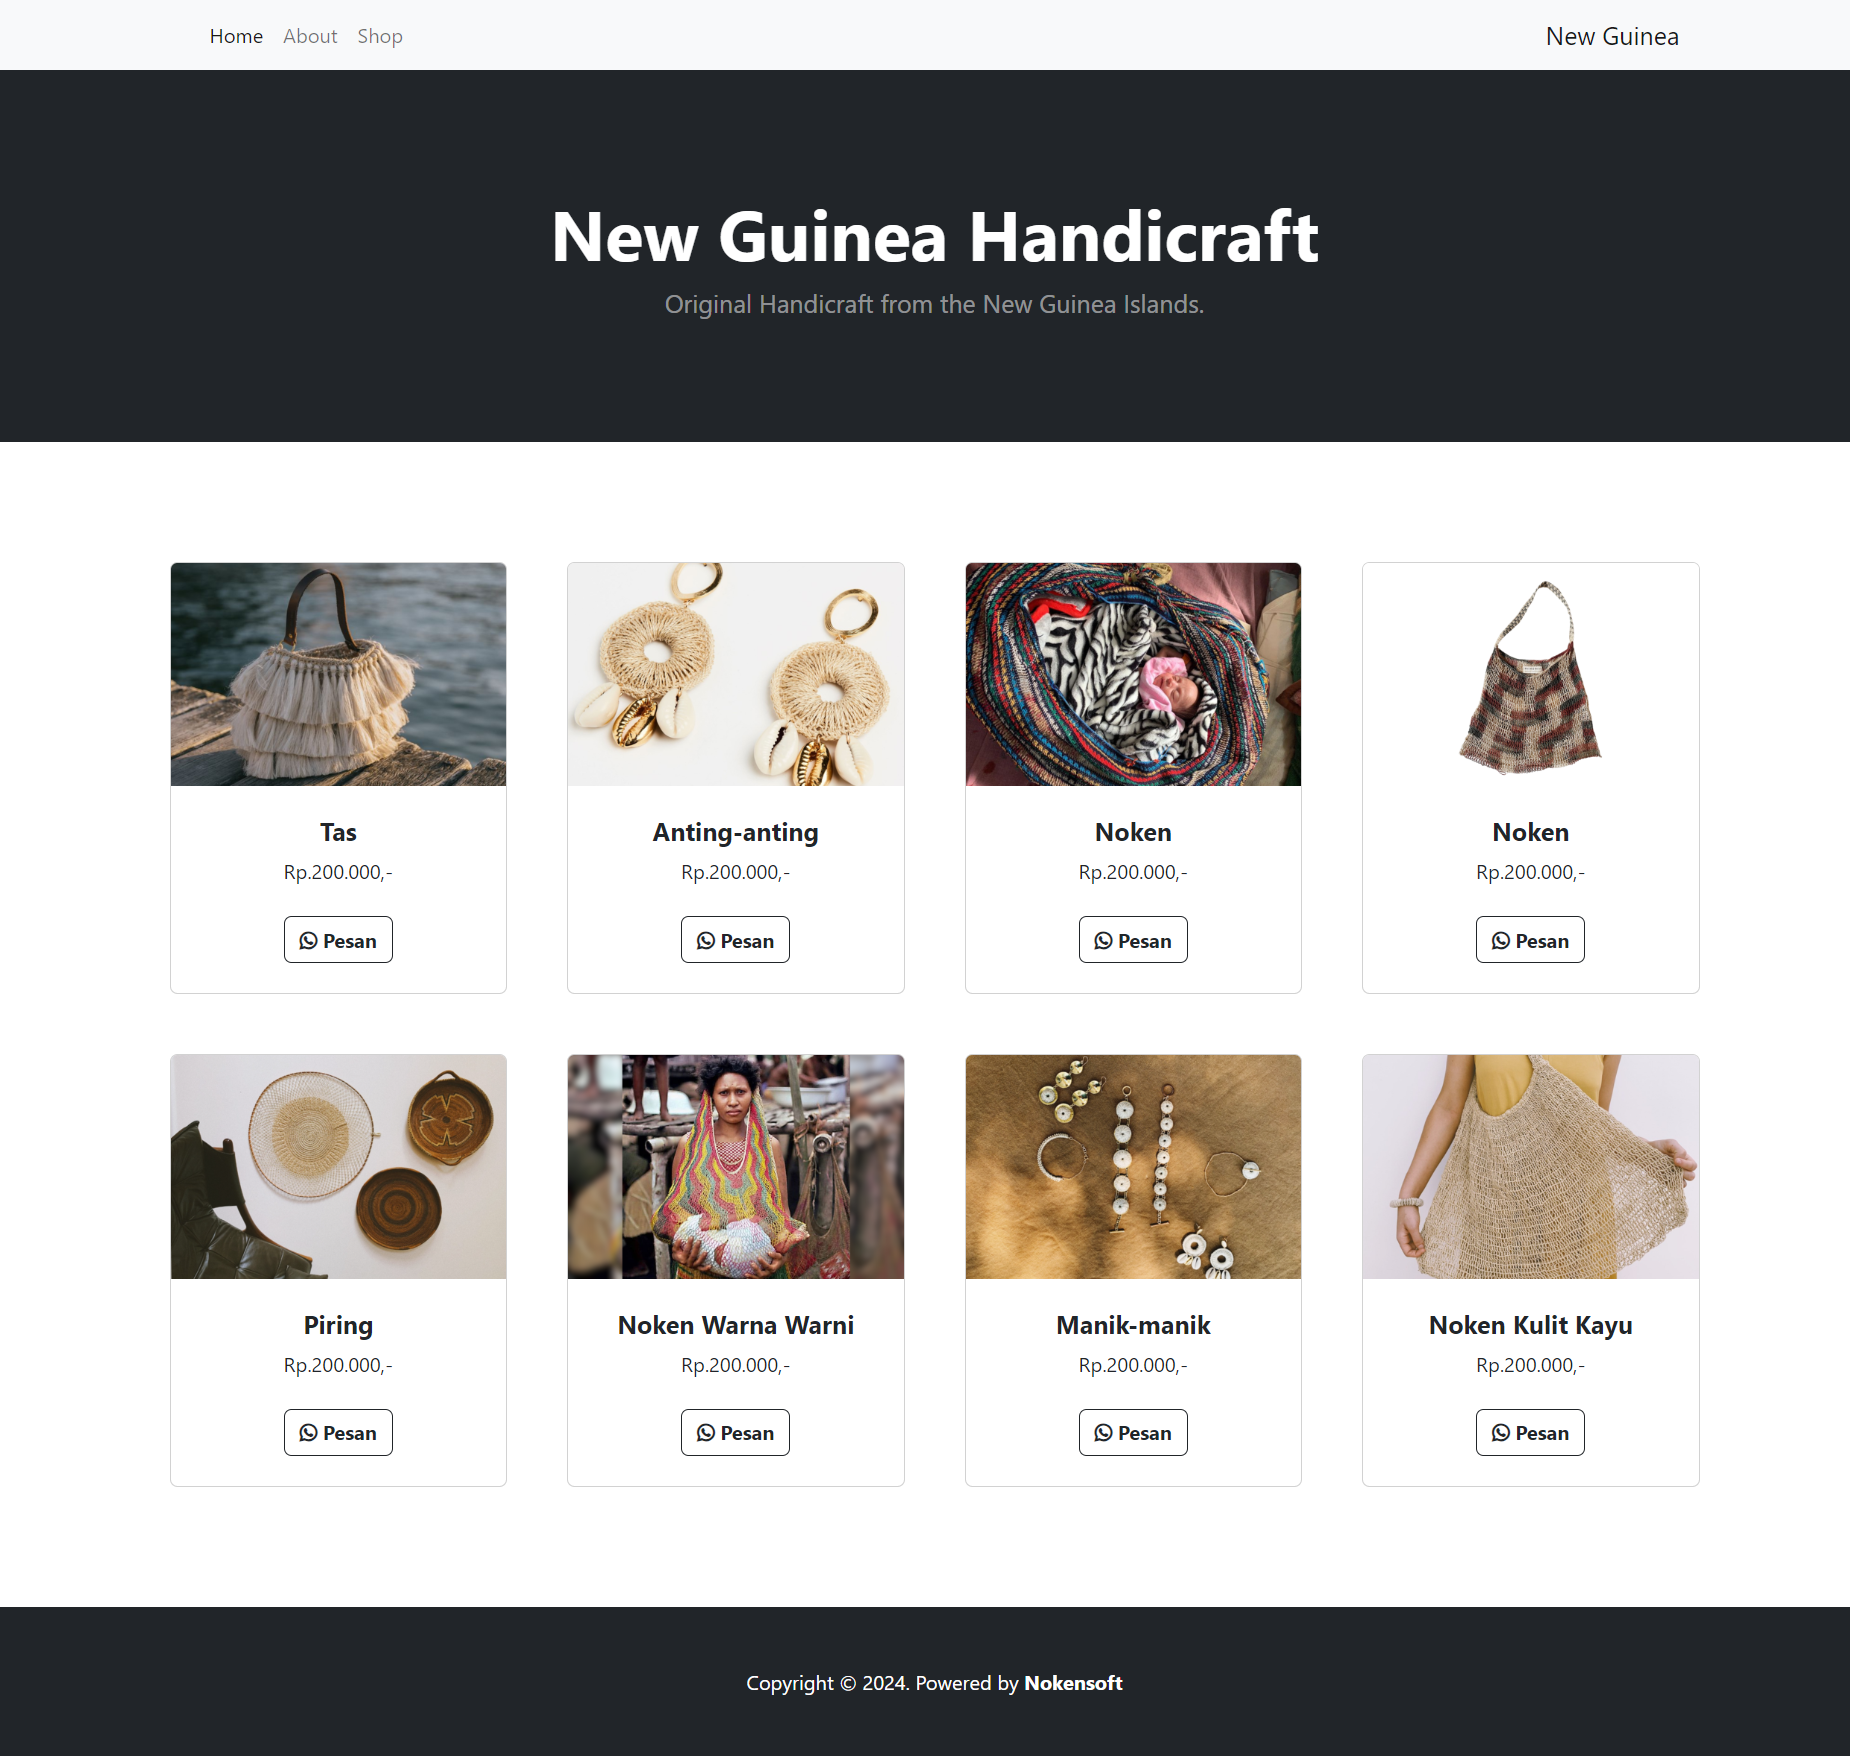 Home About Shop New Guinea
New Guinea Handicraft
Original Handicraft from the New Guinea Islands.
Tas
Rp.200.000,-
Pesan
Anting-anting
Rp.200.000,-
Pesan
Noken
Rp.200.000,-
Pesan
Noken
Rp.200.000,-
Pesan
Piring
Rp.200.000,-
Pesan
Noken Warna Warni
Rp.200.000,-
Pesan
Manik-manik
Rp.200.000,-
Pesan
Noken Kulit Kayu
Rp.200.000,-
Pesan
Copyright © 2024. Powered by Nokensoft